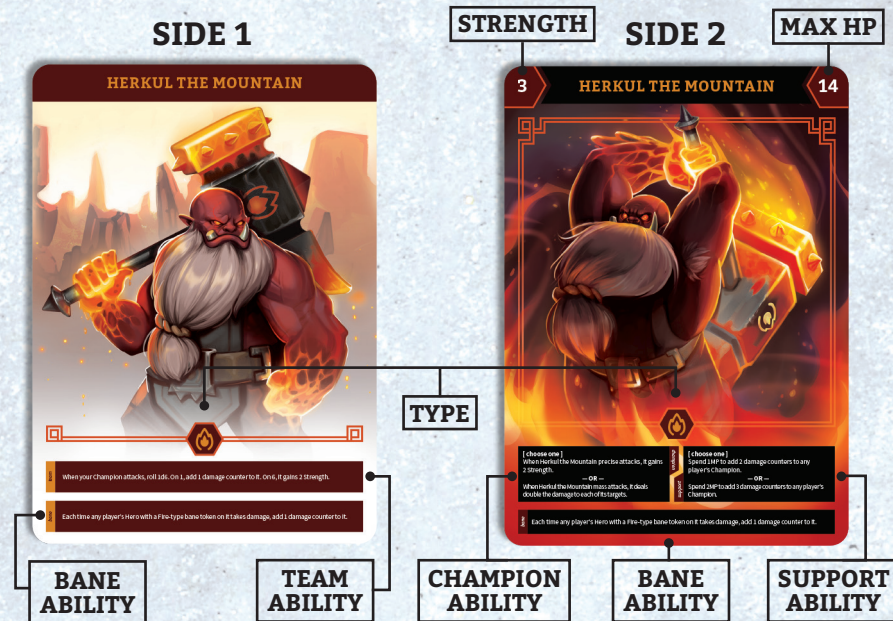 STRENGTH
MAX HP
SIDE 1
SIDE 2
HERKUL THE MOUNTAIN
When your Champion attacks, roll 1d6. On 1, add 1 damage counter to it. On 6, it gains 2 Strength.
bane
Each time any player's Hero with a Fire-type bane token on it takes damage, add 1 damage counter to it.
3
HERKUL THE MOUNTAIN
14
TYPE
[ choose one ]
When Herkul the Mountain precise attacks, it gains
2 Strength.
— OR —
When Herkul the Mountain mass attacks, it deals
double the damage to each of its targets.
champion
support
[ choose one ]
Spend 1MP to add 2 damage counters to any
player's Champion.
— OR —
Spend 2MP to add 3 damage counters to any player's
Champion.
bane
Each time any player's Hero with a Fire-type bane token on it takes damage, add 1 damage counter to it.
BANE
ABILITY
TEAM
ABILITY
CHAMPION
ABILITY
BANE
ABILITY
SUPPORT
ABILITY